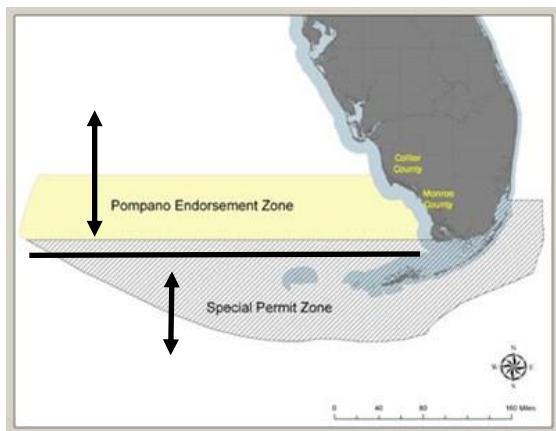 Collier
County
Monroe
County
Pompano Endorsement Zone
Special Permit Zone
N
W
E
S
0 40 80 160 Miles